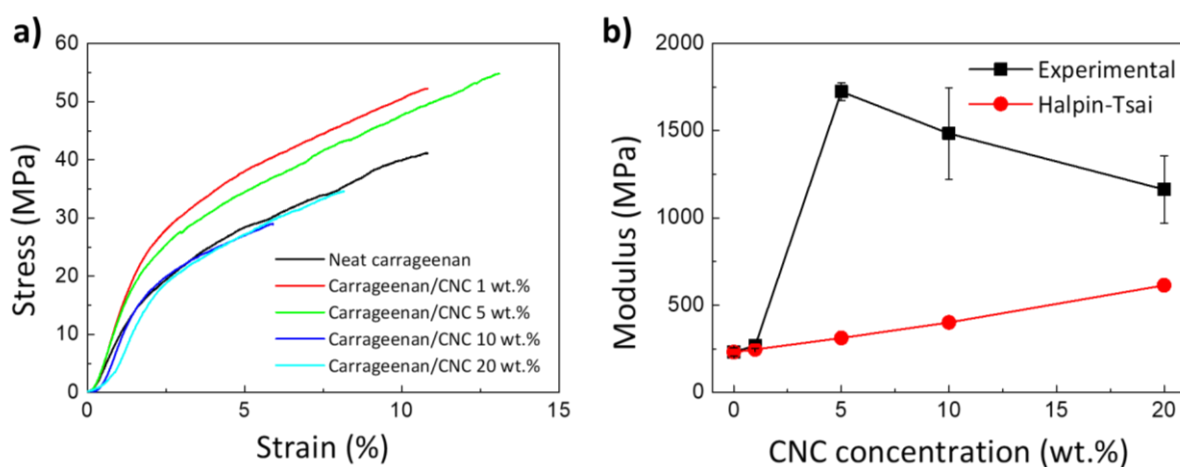 a)
60
50
40
30
20
10
0
Stress (MPa)
Neat carrageenan
Carrageenan/CNC 1 wt.%
Carrageenan/CNC 5 wt.%
Carrageenan/CNC 10 wt.%
Carrageenan/CNC 20 wt.%
0 5 10 15
Strain (%)
b)
2000
1500
1000
500
0
Modulus (MPa)
Experimental
Halpin-Tsai
0 5 10 15 20
CNC concentration (wt.%)